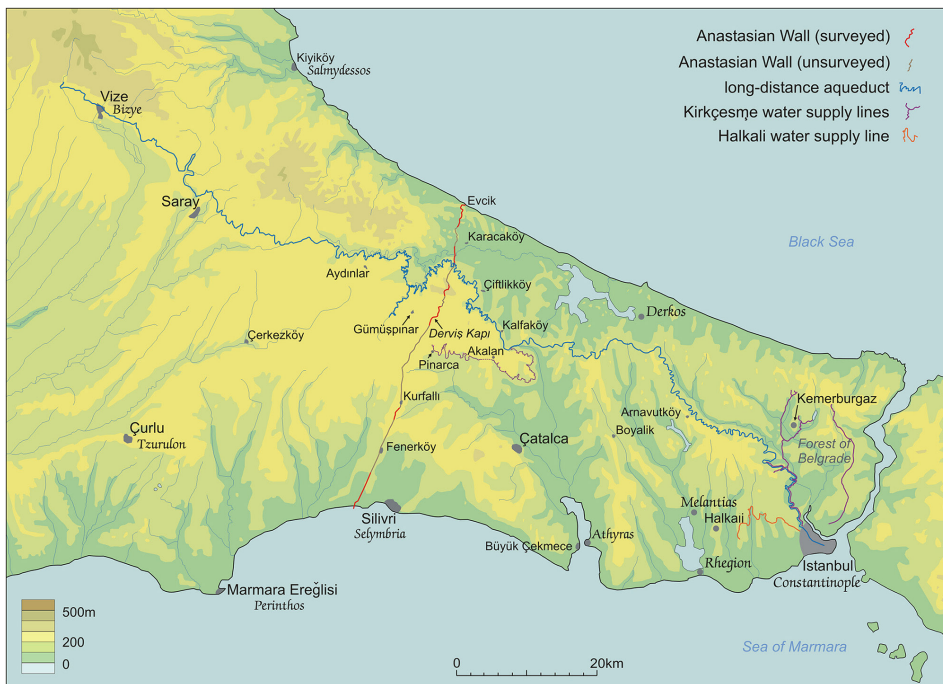 Anastasian Wall (surveyed)
Anastasian Wall (unsurveyed)
long-distance aqueduct
Kirkçesme water supply lines
Halkali water supply line
Kiyiköy
Salmydessos
Vize
Bizye
Saray
Evcik
Karacaköy
Black Sea
Aydınlar
Çiftlikköy
Gümüşpınar
Derviş Kapı
Kalfaköy
Derkos
Çerkezköy
Akalan
Pinarca
Kurfallı
Kemerburgaz
Arnavutköy
Boyalik
Forest of
Belgrade
Çurlu
Tzurulon
Fenerköy
Çatalca
Silivri
Selymbria
Melantias
Halkalı
Büyük Çekmece
Athyras
Rhegion
Istanbul
Constantinople
Marmara Ereğlisi
Perinthos
Sea of Marmara
500m
200
0
0
20km